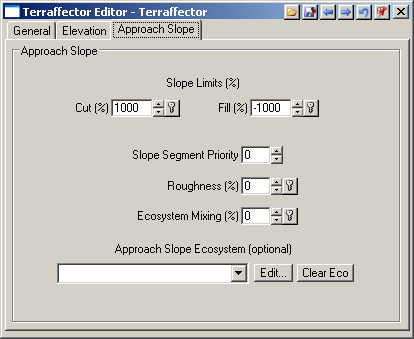 Terraffector Editor - Terraffector
General Elevation Approach Slope
Approach Slope
Slope Limits (%)
Cut (%) 1000 Fill (%) -1000
Slope Segment Priority 0
Roughness (%) 0
Ecosystem Mixing (%) 0
Approach Slope Ecosystem (optional)
Edit... Clear Eco